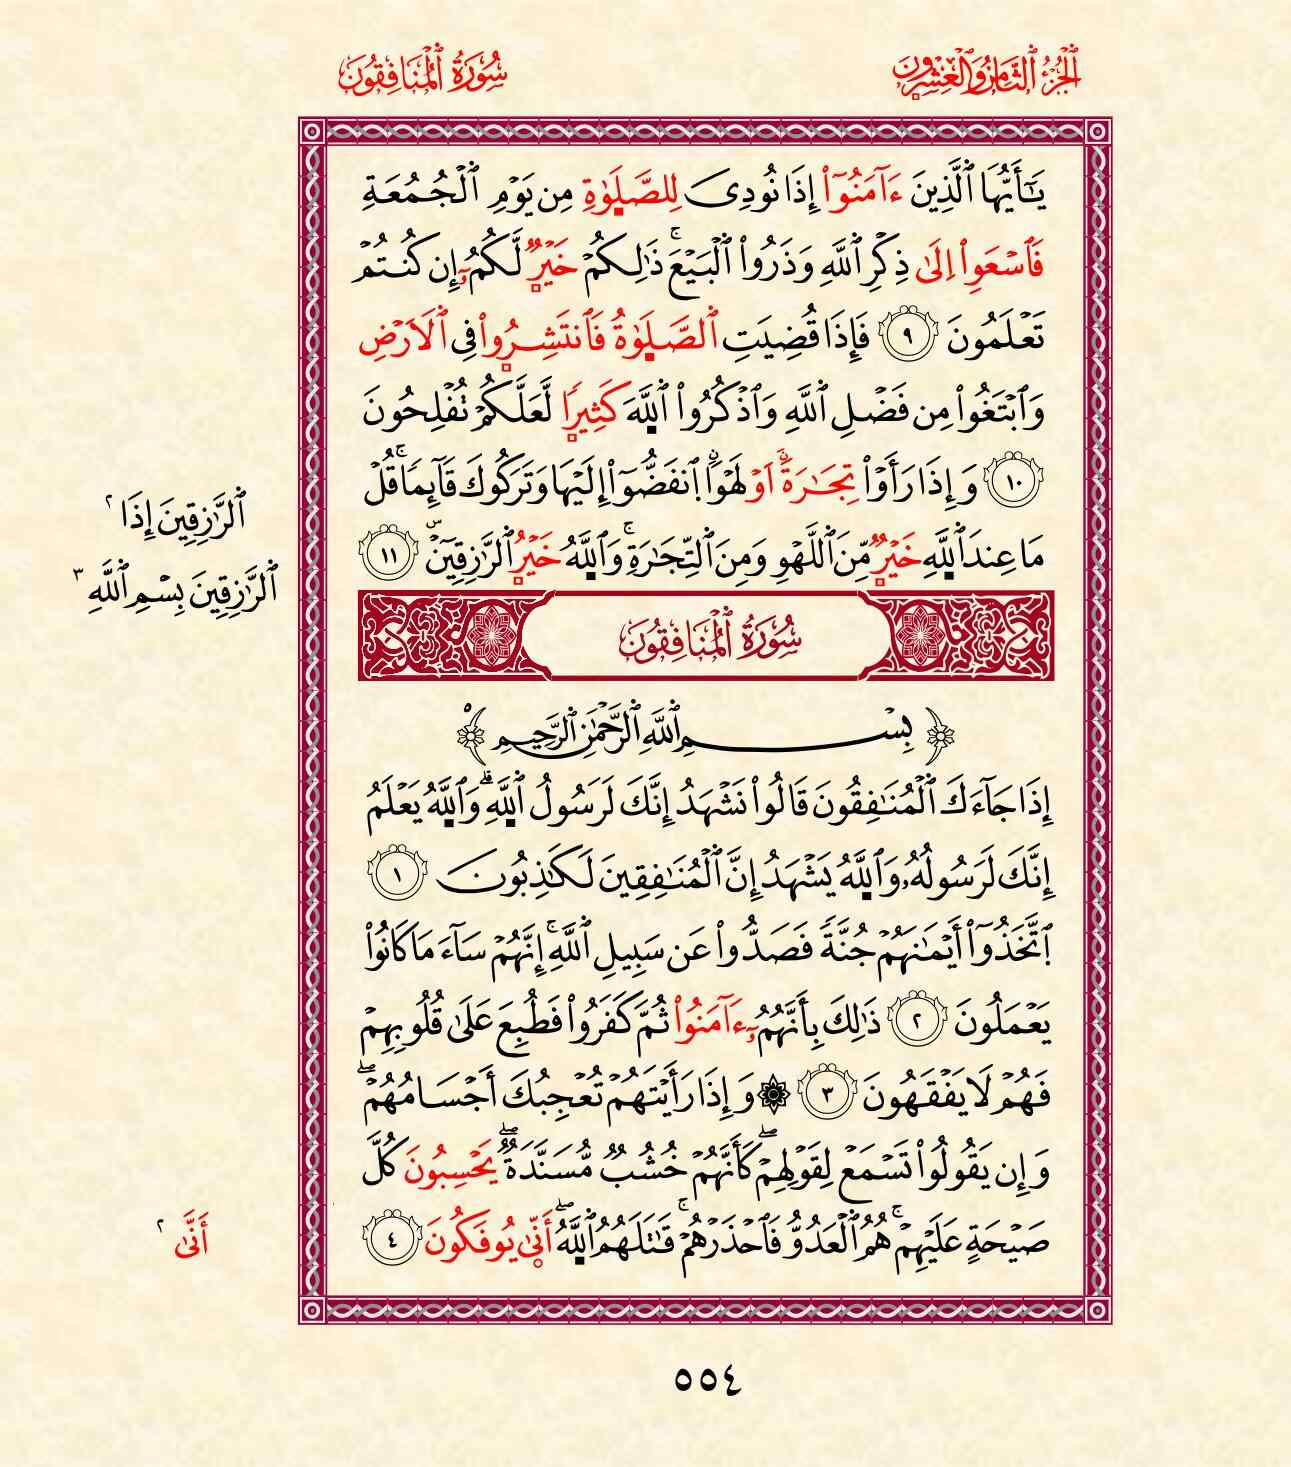 ٱلْجُزْءُ ٱلثَّامِنُ وَٱلْعِشْرُونَ
سُورَةُ ٱلْمُنَافِقُونَ
يَـٰٓأَيُّهَا ٱلَّذِينَ ءَامَنُوٓا۟ إِذَا نُودِىَ لِلصَّلَوٰةِ مِن يَوْمِ ٱلْجُمُعَةِ
فَٱسْعَوِا۟ اِلَىٰ ذِكْرِ ٱللَّهِ وَذَرُوا۟ ٱلْبَيْعَ ۚ ذَٰلِكُمْ خَيْرٌ لَّكُمُۥٓ إِن كُنتُمْ
تَعْلَمُونَ ٩ فَإِذَا قُضِيَتِ ٱلصَّلَوٰةُ فَٱنتَشِرُوا۟ فِى ٱلَارْضِ
وَٱبْتَغُوا۟ مِن فَضْلِ ٱللَّهِ وَٱذْكُرُوا۟ ٱللَّهَ كَثِيرًا لَّعَلَّكُمْ تُفْلِحُونَ
١٠ وَإِذَا رَأَوْا۟ تِجَـٰرَةً اَوْ لَهْوًا ٱنفَضُّوٓا۟ إِلَيْهَا وَتَرَكُوكَ قَآئِمًا ۚ قُلْ
مَا عِندَ ٱللَّهِ خَيْرٌ مِّنَ ٱللَّهْوِ وَمِنَ ٱلتِّجَـٰرَةِ ۚ وَٱللَّهُ خَيْرُ ٱلرَّٰزِقِينَ ١١
ٱلرَّٰزِقِينَ إِذَا ٢
ٱلرَّٰزِقِينَ بِسْمِ ٱللَّهِ ٣
سُورَةُ ٱلْمُنَافِقُونَ
بِسْمِ ٱللَّهِ ٱلرَّحْمَٰنِ ٱلرَّحِيمِ
إِذَا جَآءَكَ ٱلْمُنَـٰفِقُونَ قَالُوا۟ نَشْهَدُ إِنَّكَ لَرَسُولُ ٱللَّهِ ۗ وَٱللَّهُ يَعْلَمُ
إِنَّكَ لَرَسُولُهُۥ وَٱللَّهُ يَشْهَدُ إِنَّ ٱلْمُنَـٰفِقِينَ لَكَـٰذِبُونَ ١
ٱتَّخَذُوٓا۟ أَيْمَـٰنَهُمْ جُنَّةً فَصَدُّوا۟ عَن سَبِيلِ ٱللَّهِ ۚ إِنَّهُمْ سَآءَ مَا كَانُوا۟
يَعْمَلُونَ ٢ ذَٰلِكَ بِأَنَّهُمُۥٓ ءَامَنُوا۟ ثُمَّ كَفَرُوا۟ فَطُبِعَ عَلَىٰ قُلُوبِهِمْ
فَهُمْ لَا يَفْقَهُونَ ٣ ۞ وَإِذَا رَأَيْتَهُمْ تُعْجِبُكَ أَجْسَامُهُمْ ۖ
وَإِن يَقُولُوا۟ تَسْمَعْ لِقَوْلِهِمْ ۖ كَأَنَّهُمْ خُشُبٌ مُّسَنَّدَةٌ ۖ يَحْسِبُونَ كُلَّ
صَيْحَةٍ عَلَيْهِمْ ۚ هُمُ ٱلْعَدُوُّ فَٱحْذَرْهُمْ ۚ قَـٰتَلَهُمُ ٱللَّهُ ۖ أَنّٜىٰ يُوفَكُونَ ٤
أَنَّىٰ ٢
٥٥٤